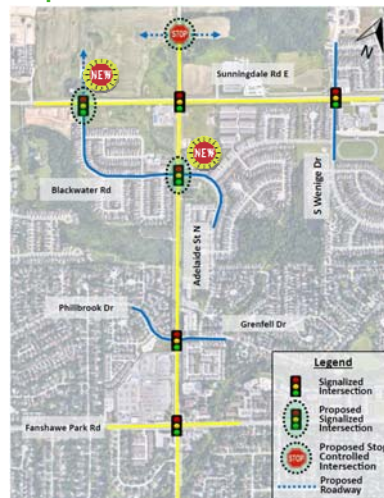 STOP
NEW
Sunningdale Rd E
NEW
Blackwater Rd
Adelaide St N
S Wenige Dr
Phillbrook Dr
Grenfell Dr
Fanshawe Park Rd
Legend
Signalized
Intersection
Proposed
Signalized
Intersection
STOP
Proposed Stop
Controlled
Intersection
Proposed
Roadway